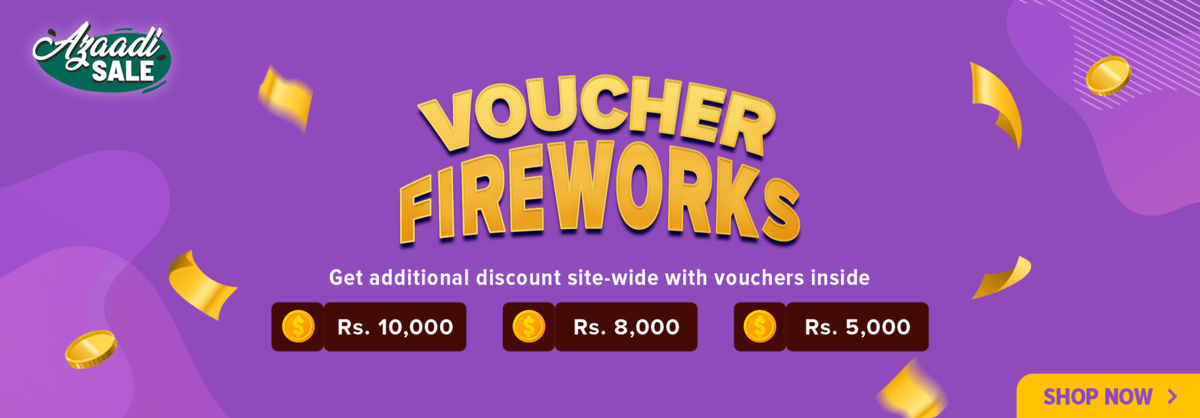 Azaadi
SALE
VOUCHER
FIREWORKS
Get additional discount site-wide with vouchers inside
$ Rs. 10,000
$ Rs. 8,000
$ Rs. 5,000
SHOP NOW >